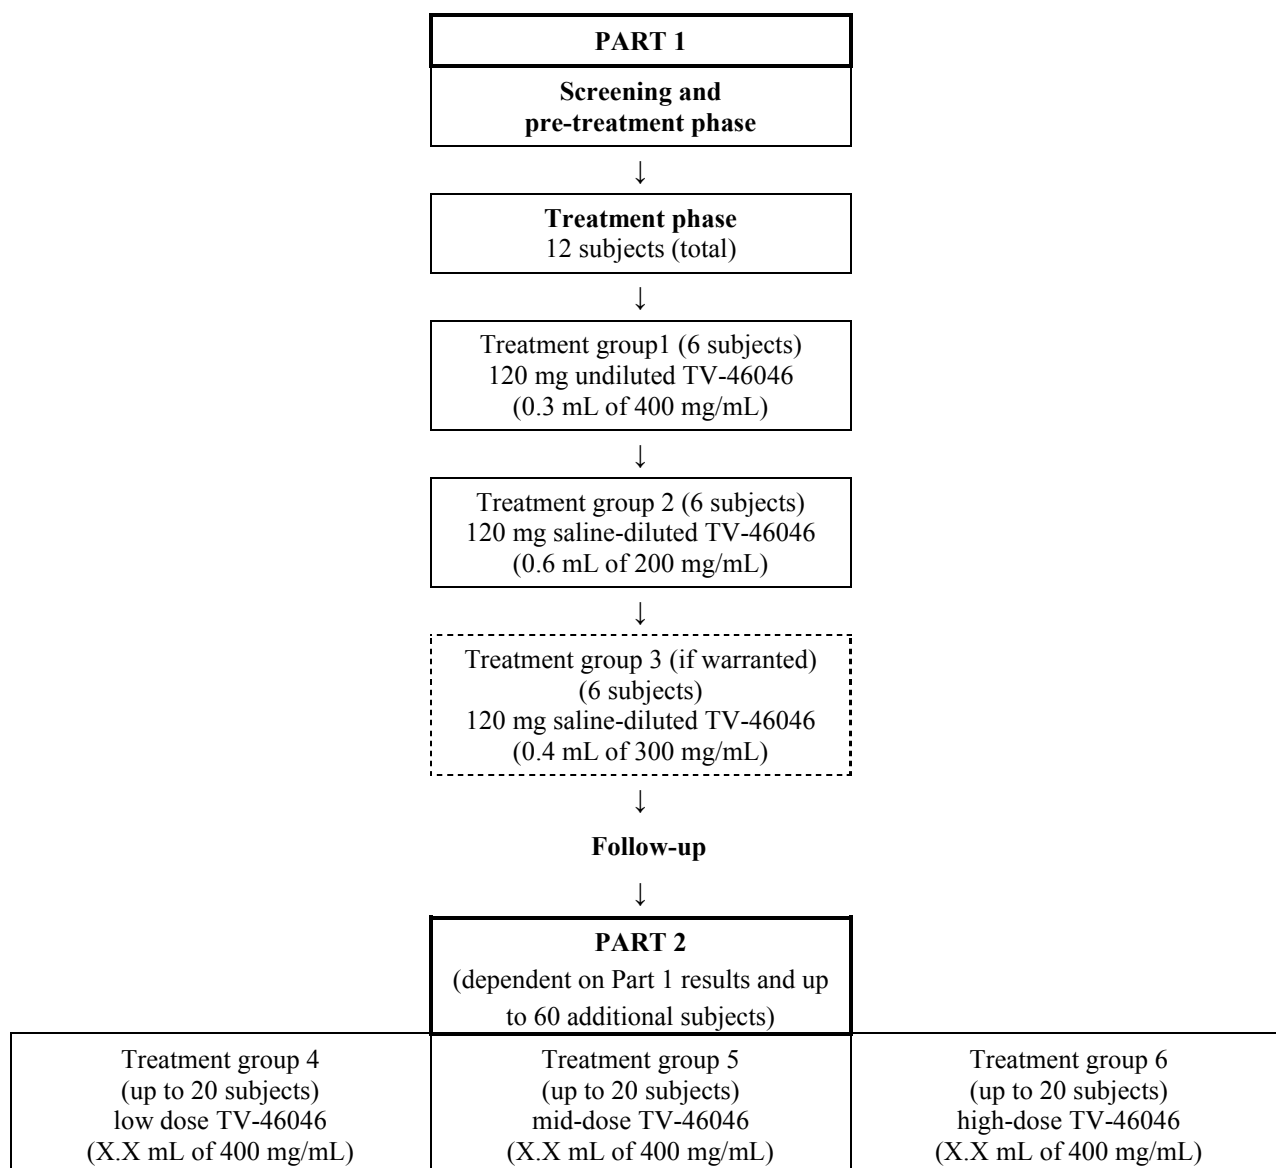 PART 1
Screening and
pre-treatment phase
↓
Treatment phase
12 subjects (total)
↓
Treatment group1 (6 subjects)
120 mg undiluted TV-46046
(0.3 mL of 400 mg/mL)
↓
Treatment group 2 (6 subjects)
120 mg saline-diluted TV-46046
(0.6 mL of 200 mg/mL)
↓
Treatment group 3 (if warranted)
(6 subjects)
120 mg saline-diluted TV-46046
(0.4 mL of 300 mg/mL)
↓
Follow-up
↓
PART 2
(dependent on Part 1 results and up
to 60 additional subjects)
Treatment group 4
(up to 20 subjects)
low dose TV-46046
(X.X mL of 400 mg/mL)
Treatment group 5
(up to 20 subjects)
mid-dose TV-46046
(X.X mL of 400 mg/mL)
Treatment group 6
(up to 20 subjects)
high-dose TV-46046
(X.X mL of 400 mg/mL)